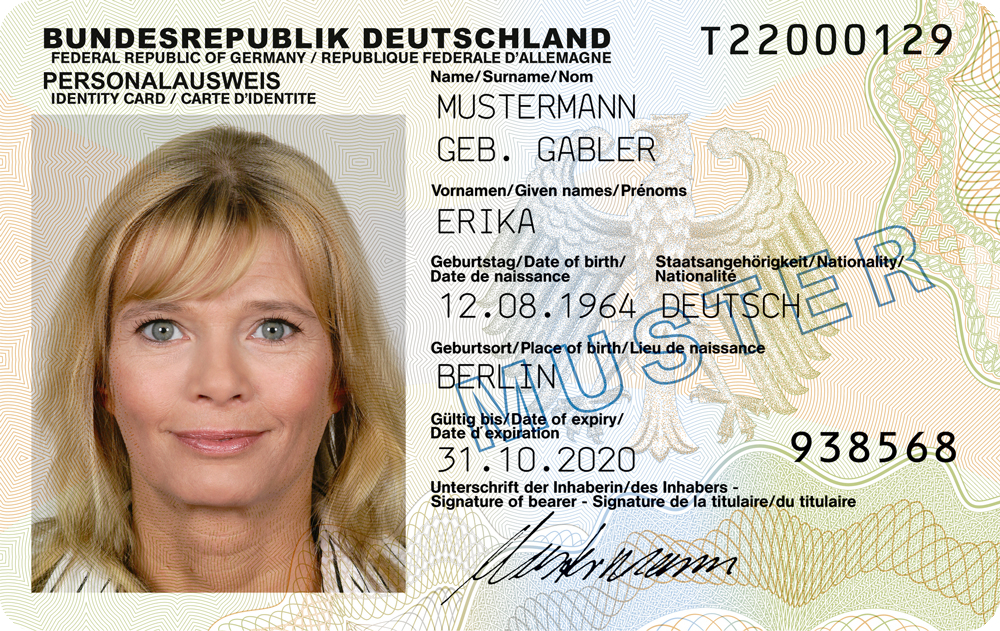 BUNDESREPUBLIK DEUTSCHLAND
FEDERAL REPUBLIC OF GERMANY / REPUBLIQUE FEDERALE D'ALLEMAGNE
PERSONALAUSWEIS
IDENTITY CARD / CARTE D'IDENTITE
T22000129
Name/Surname/Nom
MUSTERMANN
GEB. GABLER
Vornamen/Given names/Prénoms
ERIKA
Geburtstag/Date of birth/
Date de naissance
12.08.1964
Staatsangehörigkeit/Nationality/
Nationalité
DEUTSCH
Geburtsort/Place of birth/Lieu de naissance
BERLIN
Gültig bis/Date of expiry/
Date d'expiration
31.10.2020
938568
Unterschrift der Inhaberin/des Inhabers -
Signature of bearer - Signature de la titulaire/du titulaire
Mustermann
MUSTER